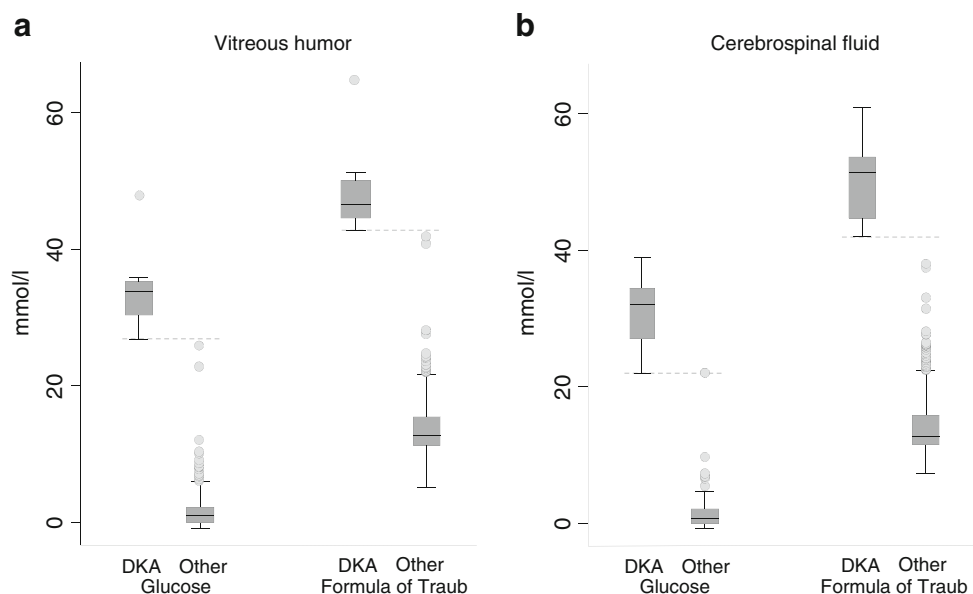 a
Vitreous humor
mmol/l
60
40
20
0
DKA Other
Glucose
DKA Other
Formula of Traub
b
Cerebrospinal fluid
mmol/l
60
40
20
0
DKA Other
Glucose
DKA Other
Formula of Traub